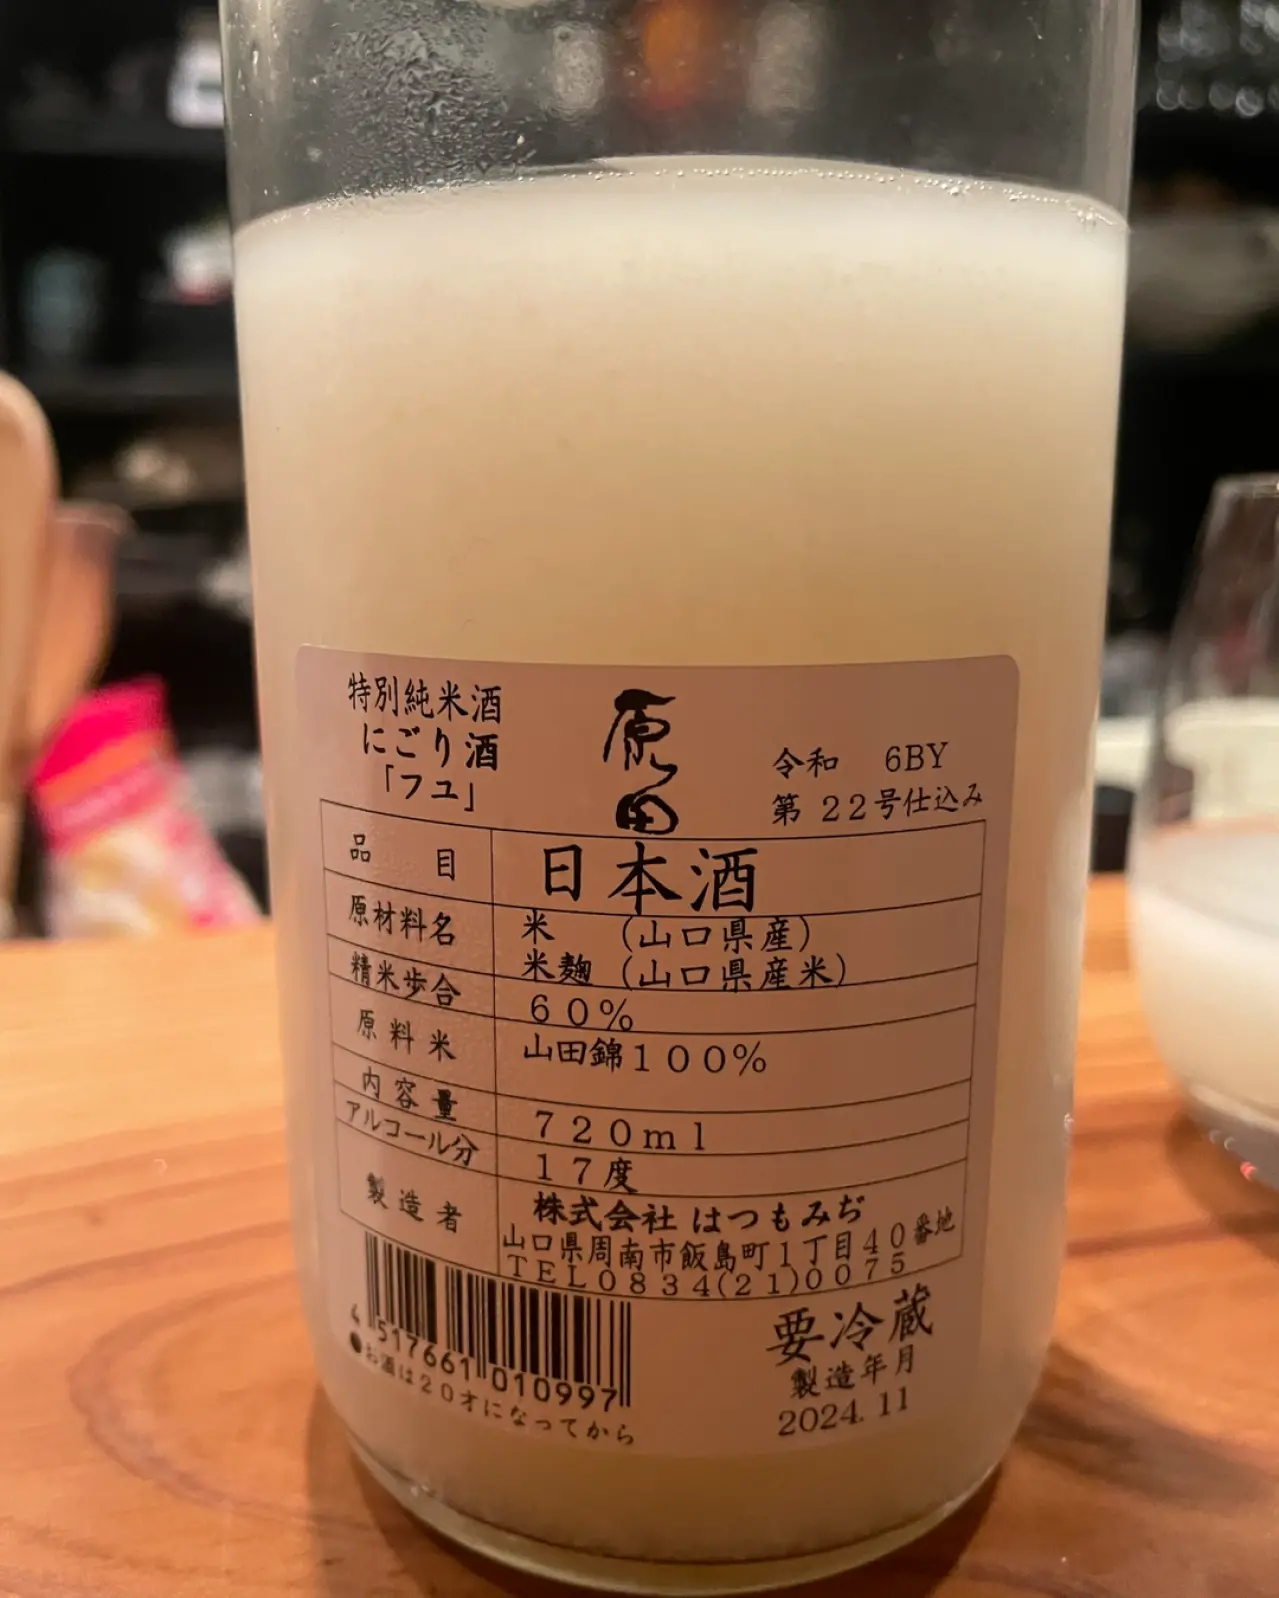 特別純米酒
にごり酒
「フユ」
原田
令和 6BY
第 22号仕込み
品 目 日本酒
原材料名 米 (山口県産)
米麹 (山口県産米)
精米歩合 60%
原料米 山田錦100%
内容量 720ml
アルコール分 17度
製造者 株式会社 はつもみぢ
山口県周南市飯島町1丁目40番地
TEL0834(21)0075
4 517661 010997
●お酒は20才になってから
要冷蔵
製造年月
2024.11